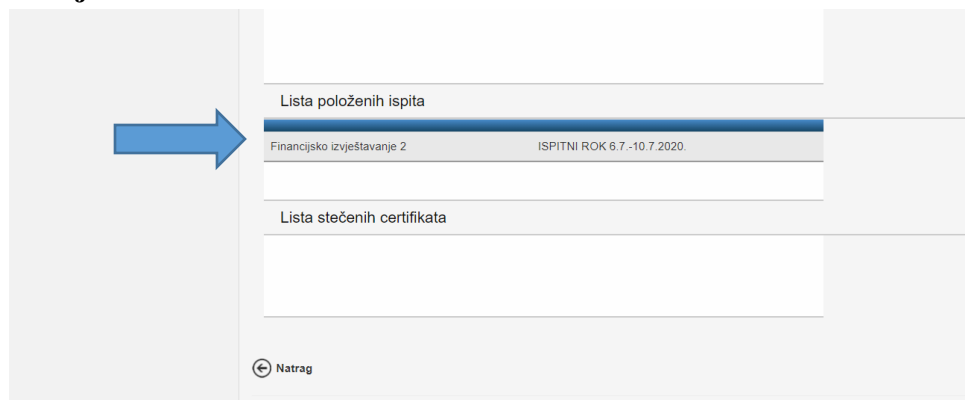 Lista položenih ispita
Financijsko izvještavanje 2 ISPITNI ROK 6.7.-10.7.2020.
Lista stečenih certifikata
Natrag